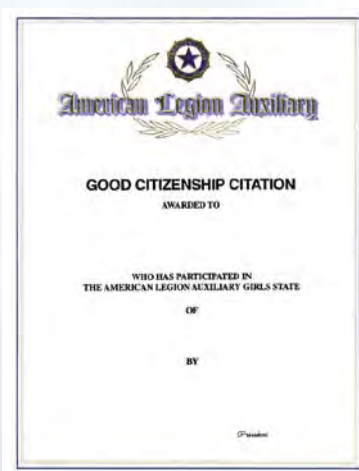 American Legion Auxiliary
GOOD CITIZENSHIP CITATION
AWARDED TO
WHO HAS PARTICIPATED IN
THE AMERICAN LEGION AUXILIARY GIRLS STATE
OF
BY
President